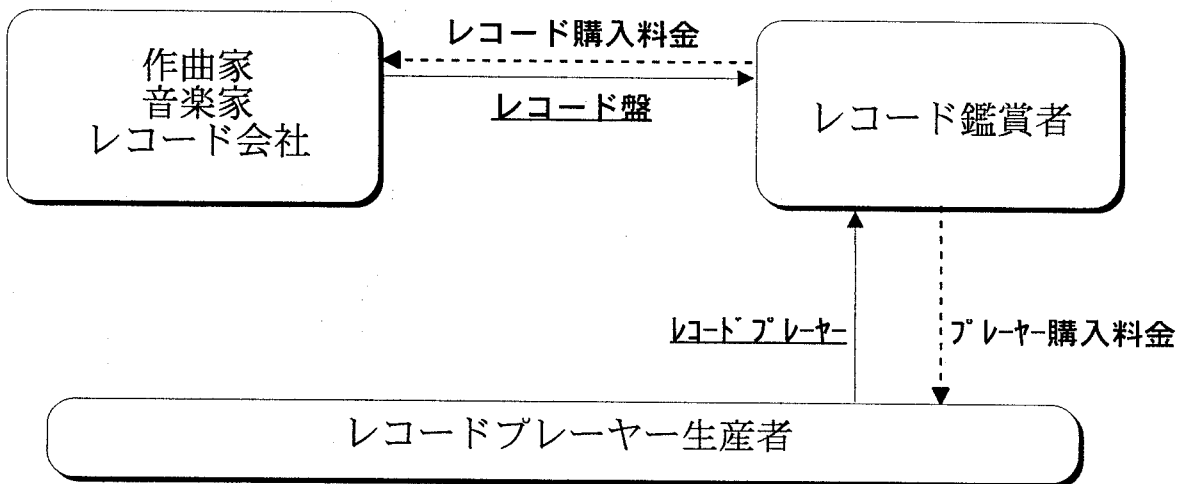 レコード購入料金
作曲家
音楽家
レコード会社
レコード盤
レコード鑑賞者
ﾚｺｰﾄﾞﾌﾟﾚｰﾔｰ
ﾌﾟﾚｰﾔｰ購入料金
レコードプレーヤー生産者